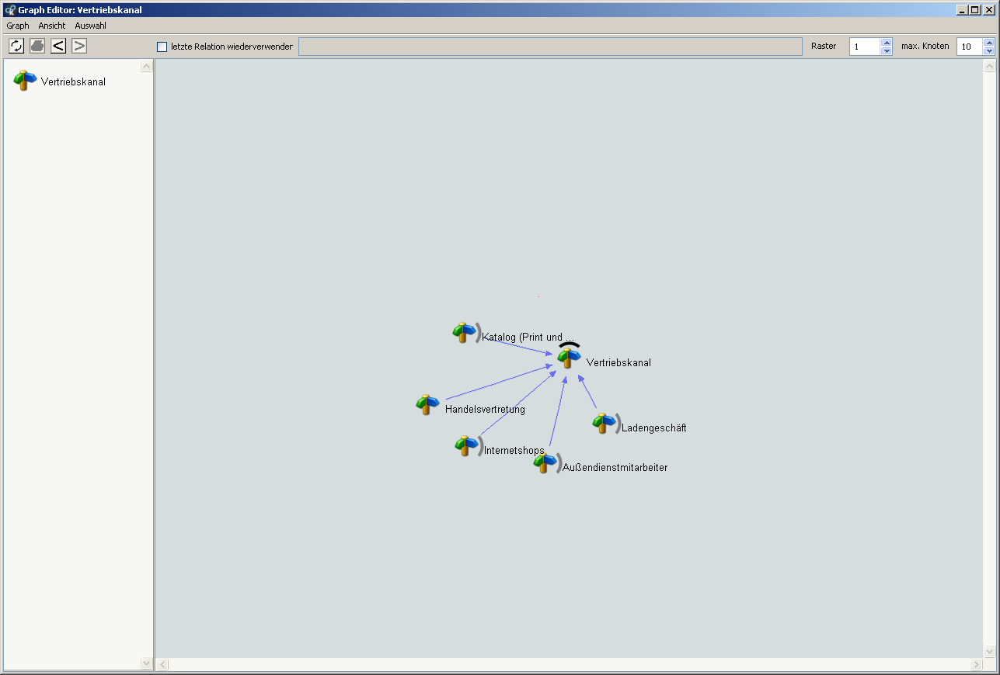 Graph Editor: Vertriebskanal
Graph Ansicht Auswahl
letzte Relation wiederverwender
Raster 1 max. Knoten 10
Vertriebskanal
Katalog (Print und ...
Vertriebskanal
Handelsvertretung
Ladengeschäft
Internetshops
Außendienstmitarbeiter